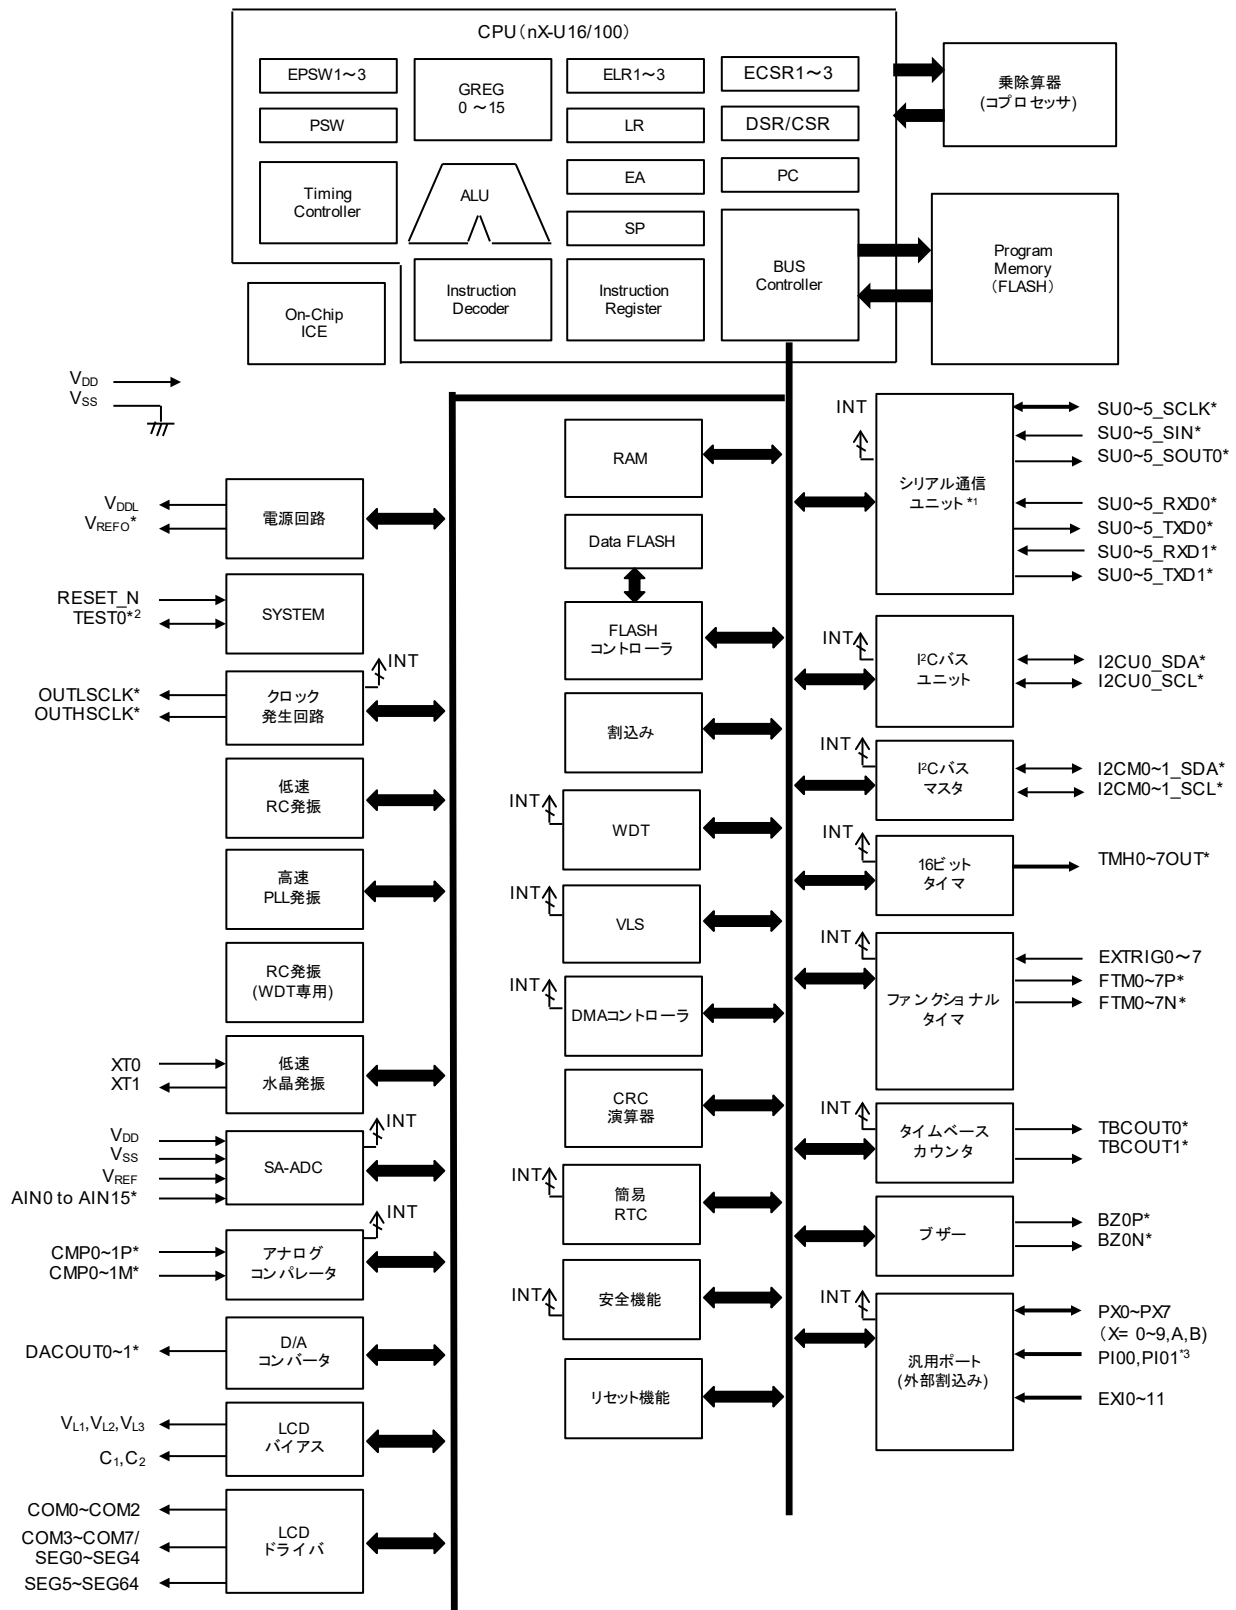 CPU（nX-U16/100）
EPSW1～3
GREG
0 ～15
ELR1～3
ECSR1～3
乗除算器
(コプロセッサ)
PSW
LR
DSR/CSR
Timing
Controller
ALU
EA
PC
SP
BUS
Controller
Program
Memory
（FLASH）
On-Chip
ICE
Instruction
Decoder
Instruction
Register
VDD
VSS
VDDL
VREFO*
電源回路
RESET_N
TEST0*2
SYSTEM
INT
OUTLSCLK*
OUTHSCLK*
クロック
発生回路
低速
RC発振
高速
PLL発振
RC発振
(WDT専用)
XT0
XT1
低速
水晶発振
INT
VDD
VSS
VREF
AIN0 to AIN15*
SA-ADC
INT
CMP0~1P*
CMP0~1M*
アナログ
コンパレータ
DACOUT0~1*
D/A
コンバータ
VL1,VL2,VL3
C1,C2
LCD
バイアス
COM0~COM2
COM3~COM7/
SEG0~SEG4
SEG5~SEG64
LCD
ドライバ
RAM
Data FLASH
FLASH
コントローラ
割込み
INT
WDT
INT
VLS
INT
DMAコントローラ
CRC
演算器
INT
簡易
RTC
INT
安全機能
リセット機能
INT
シリアル通信
ユニット*1
SU0~5_SCLK*
SU0~5_SIN*
SU0~5_SOUT0*
SU0~5_RXD0*
SU0~5_TXD0*
SU0~5_RXD1*
SU0~5_TXD1*
INT
I2Cバス
ユニット
I2CU0_SDA*
I2CU0_SCL*
INT
I2Cバス
マスタ
I2CM0~1_SDA*
I2CM0~1_SCL*
INT
16ビット
タイマ
TMH0~7OUT*
INT
ファンクショナル
タイマ
EXTRIG0～7
FTM0~7P*
FTM0~7N*
INT
タイムベース
カウンタ
TBCOUT0*
TBCOUT1*
ブザー
BZ0P*
BZ0N*
INT
汎用ポート
(外部割込み)
PX0~PX7
（X= 0~9,A,B)
PI00,PI01*3
EXI0~11